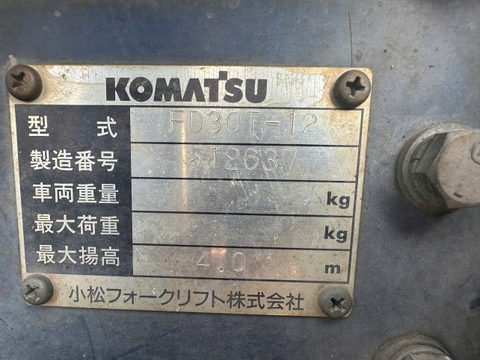 KOMATSU
型 式 FD30T-12
製造番号 518637
車両重量 kg
最大荷重 kg
最大揚高 4.0 m
小松フォークリフト株式会社